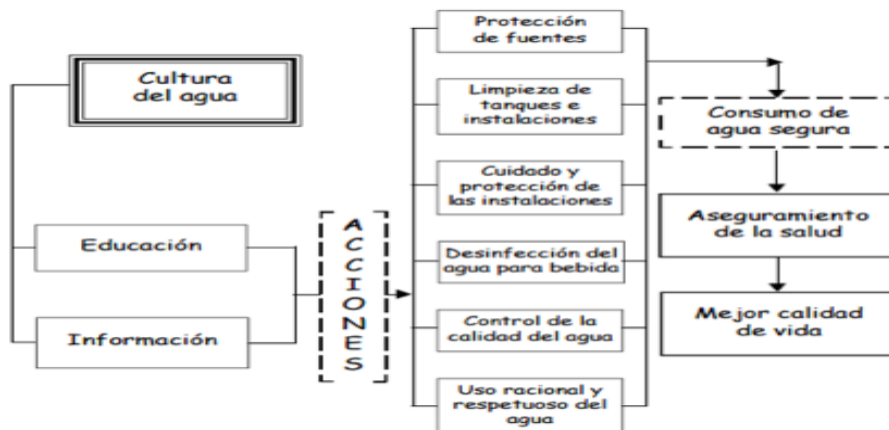 Cultura
del agua
Educación
Información
ACCIONES
Protección
de fuentes
Limpieza de
tanques e
instalaciones
Cuidado y
protección de
las instalaciones
Desinfección del
agua para bebida
Control de la
calidad del agua
Uso racional y
respetuoso del
agua
Consumo de
agua segura
Aseguramiento
de la salud
Mejor calidad
de vida